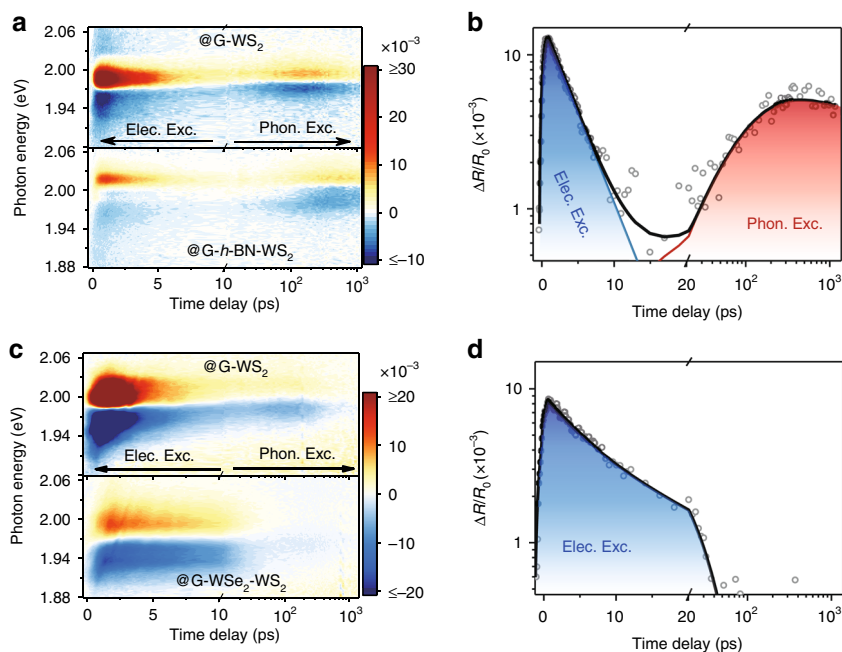 a
2.06
2.00
1.94
@G-WS2
×10−3
≥30
Elec. Exc.
Phon. Exc.
20
10
0
≤−10
2.06
2.00
1.94
1.88
@G-h-BN-WS2
Photon energy (eV)
0
5
10
10²
10³
Time delay (ps)
b
10
1
ΔR/R0 (×10−3)
Elec. Exc.
Phon. Exc.
0
10
20
10²
10³
Time delay (ps)
c
2.06
2.00
1.94
@G-WS2
×10−3
≥20
Elec. Exc.
Phon. Exc.
10
0
−10
≤−20
2.06
2.00
1.94
1.88
@G-WSe2-WS2
Photon energy (eV)
0
5
10
10²
10³
Time delay (ps)
d
10
1
ΔR/R0 (×10−3)
Elec. Exc.
0
10
20
10²
10³
Time delay (ps)